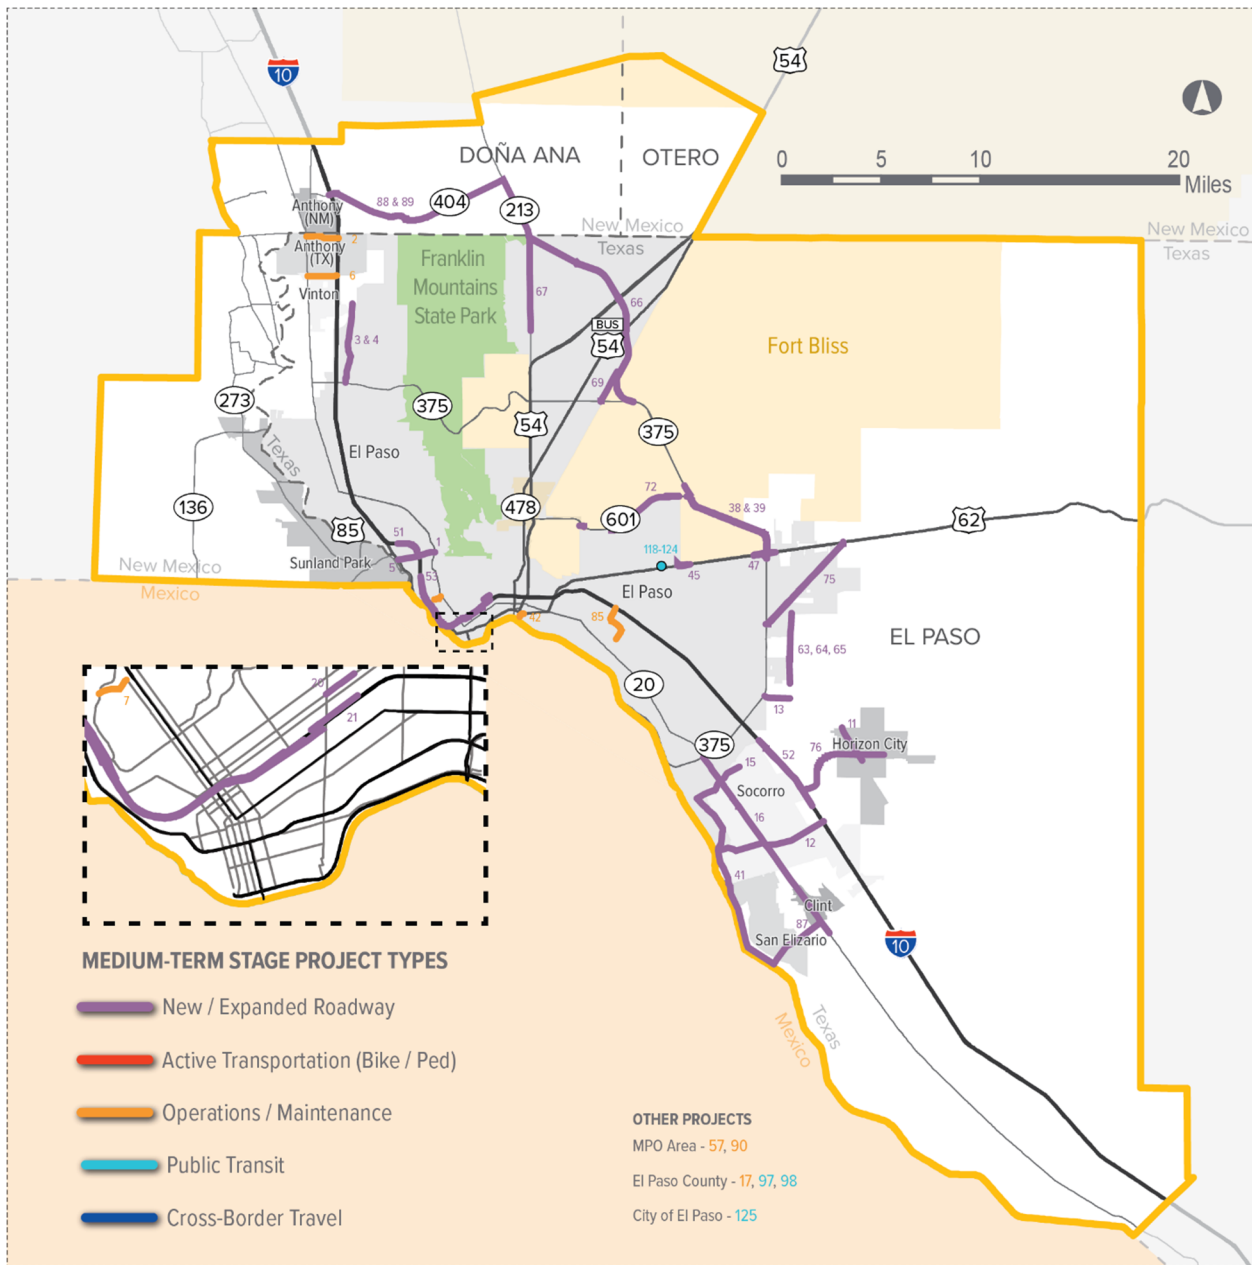 54
10
DOÑA ANA
OTERO
0
5
10
20
Miles
88 & 89
404
213
Anthony
(NM)
New Mexico
Texas
New Mexico
Texas
2
Anthony
(TX)
6
Vinton
Franklin
Mountains
State Park
67
66
BUS
54
3 & 4
Fort Bliss
69
273
375
54
375
El Paso
Texas
136
85
478
72
601
38 & 39
62
51
1
Sunland Park
5
53
118-124
45
47
75
New Mexico
Mexico
El Paso
42
85
EL PASO
63, 64, 65
20
13
7
20
21
375
11
Horizon City
52
76
15
Socorro
16
12
41
Clint
87
San Elizario
10
Texas
Mexico
MEDIUM-TERM STAGE PROJECT TYPES
New / Expanded Roadway
Active Transportation (Bike / Ped)
Operations / Maintenance
Public Transit
Cross-Border Travel
OTHER PROJECTS
MPO Area - 57, 90
El Paso County - 17, 97, 98
City of El Paso - 125